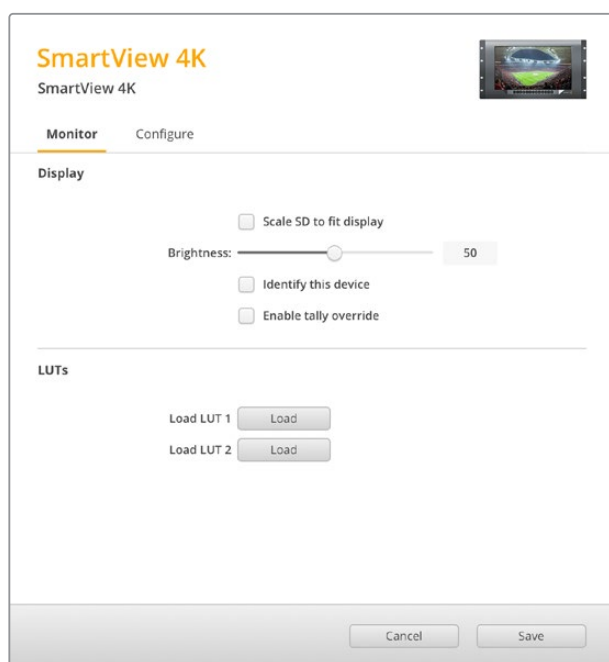 SmartView 4K
SmartView 4K
Monitor Configure
Display
Scale SD to fit display
Brightness: 50
Identify this device
Enable tally override
LUTs
Load LUT 1 Load
Load LUT 2 Load
Cancel Save